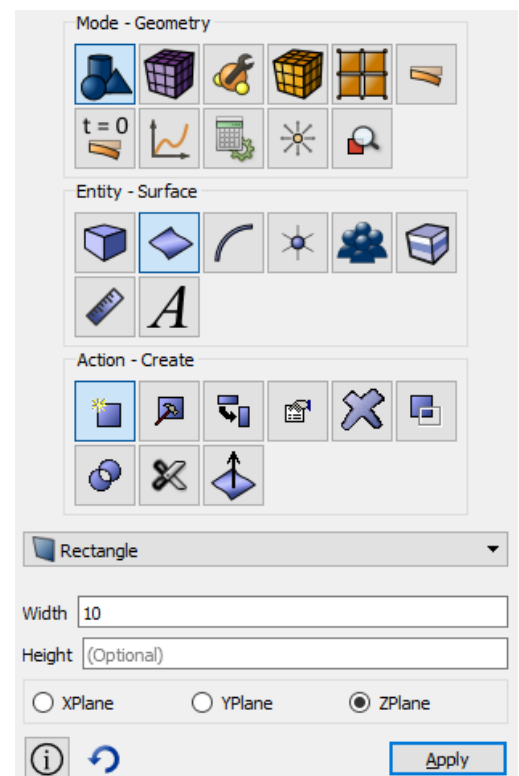 Mode - Geometry
t = 0
Entity - Surface
A
Action - Create
Rectangle
Width 10
Height (Optional)
XPlane YPlane ZPlane
i Apply